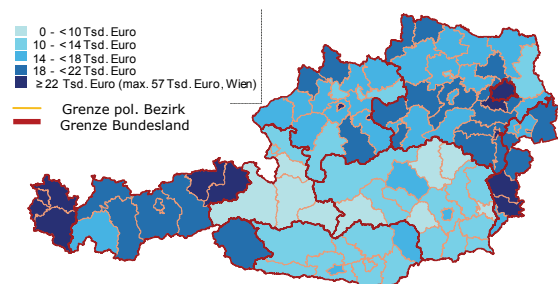 0 - <10 Tsd. Euro
10 - <14 Tsd. Euro
14 - <18 Tsd. Euro
18 - <22 Tsd. Euro
≥22 Tsd. Euro (max. 57 Tsd. Euro, Wien)
Grenze pol. Bezirk
Grenze Bundesland